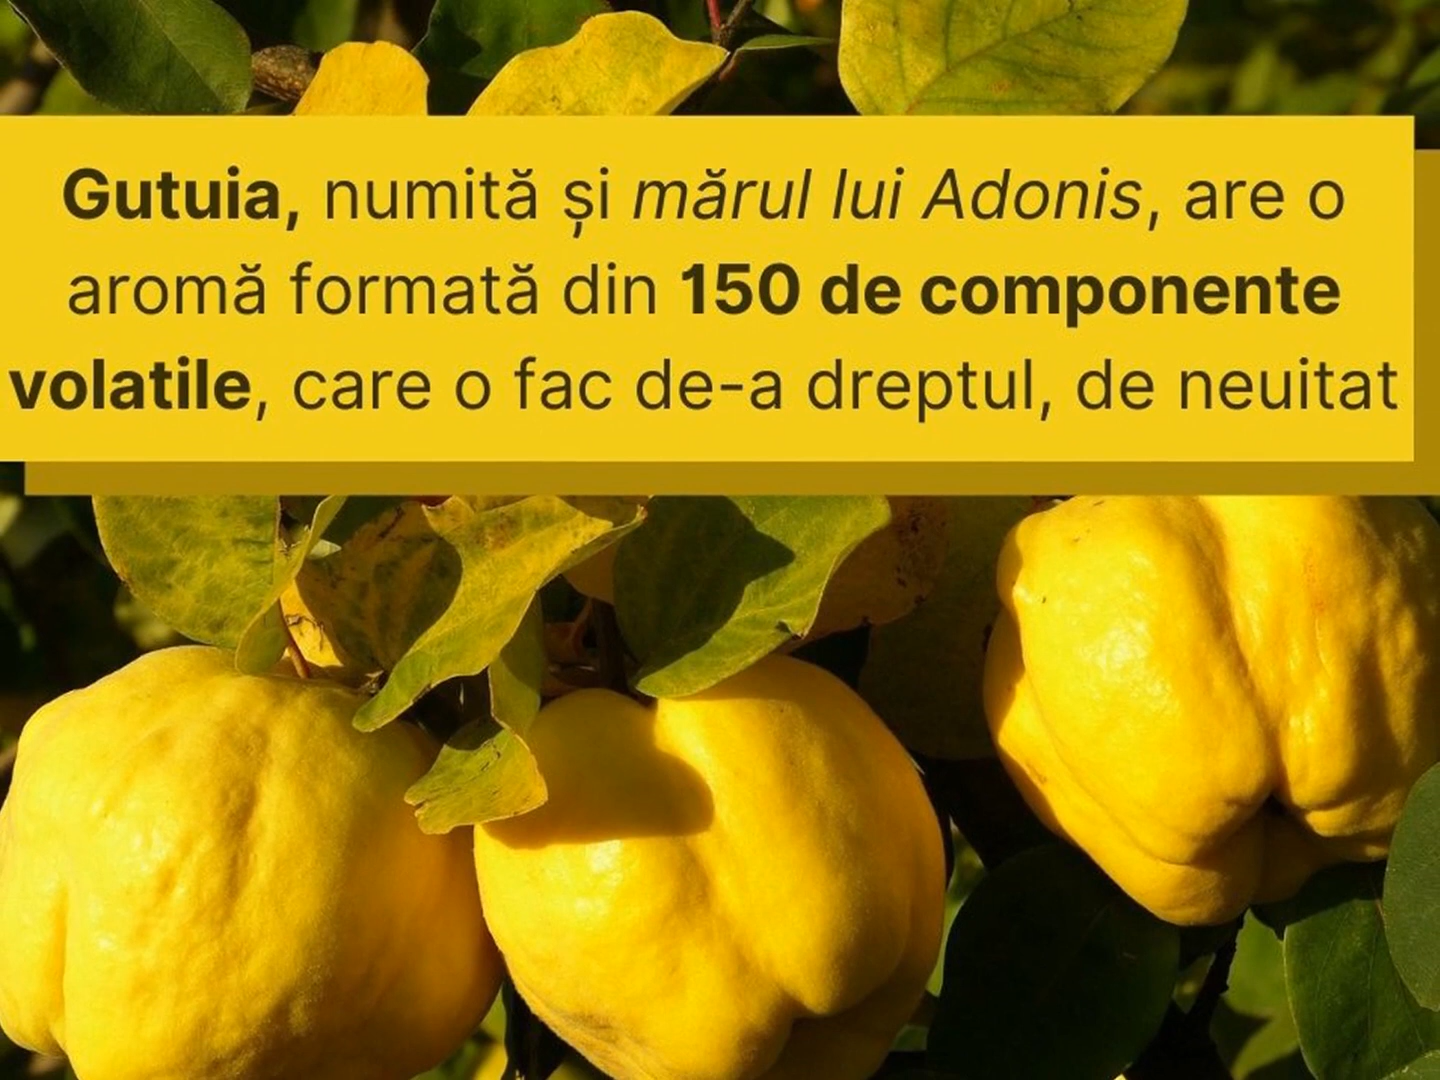 Gutuia, numită și mărul lui Adonis, are o
aromă formată din 150 de componente
volatile, care o fac de-a dreptul, de neuitat